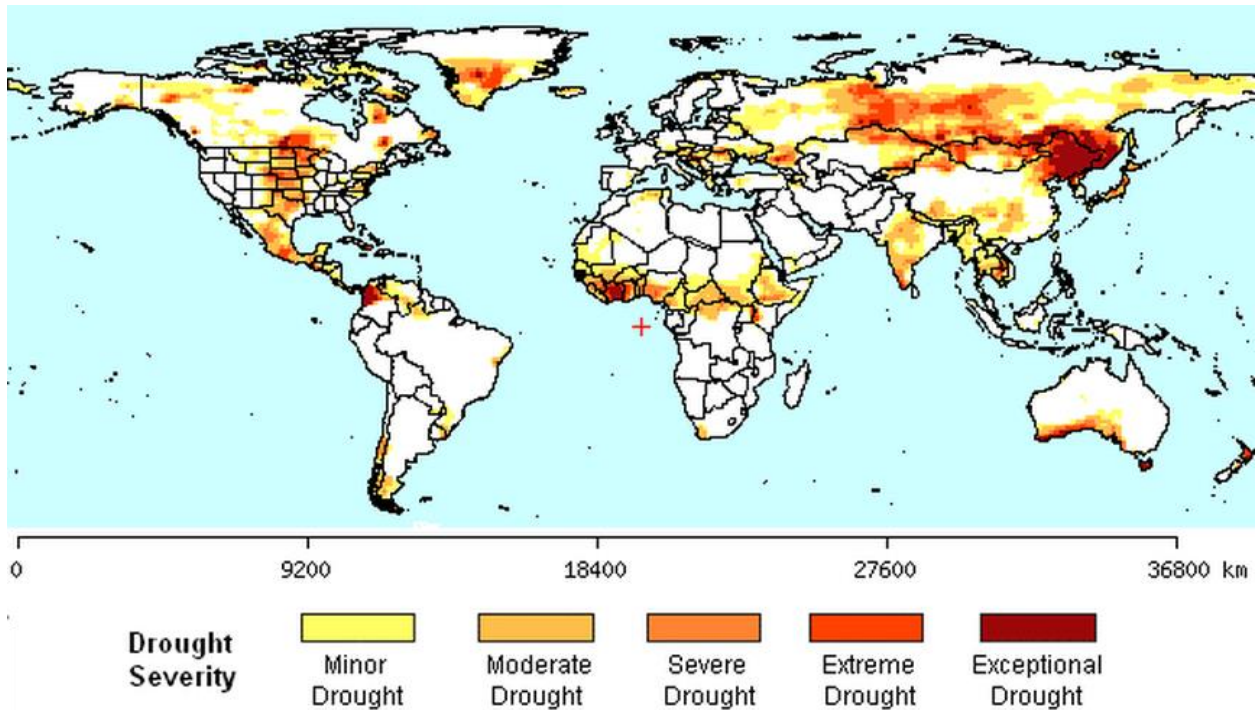 0 9200 18400 27600 36800 km
Drought
Severity
Minor
Drought
Moderate
Drought
Severe
Drought
Extreme
Drought
Exceptional
Drought